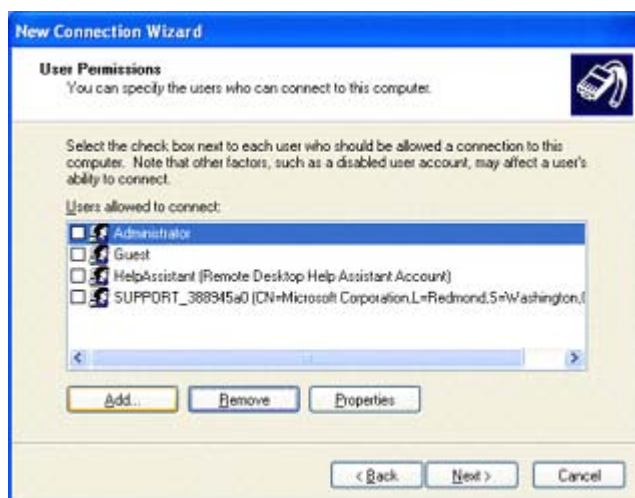 New Connection Wizard
User Permissions
You can specify the users who can connect to this computer.
Select the check box next to each user who should be allowed a connection to this
computer. Note that other factors, such as a disabled user account, may affect a user's
ability to connect.
Users allowed to connect:
Administrator
Guest
HelpAssistant (Remote Desktop Help Assistant Account)
SUPPORT_388945a0 (CN=Microsoft Corporation,L=Redmond,S=Washington,
Add...
Remove
Properties
< Back
Next >
Cancel